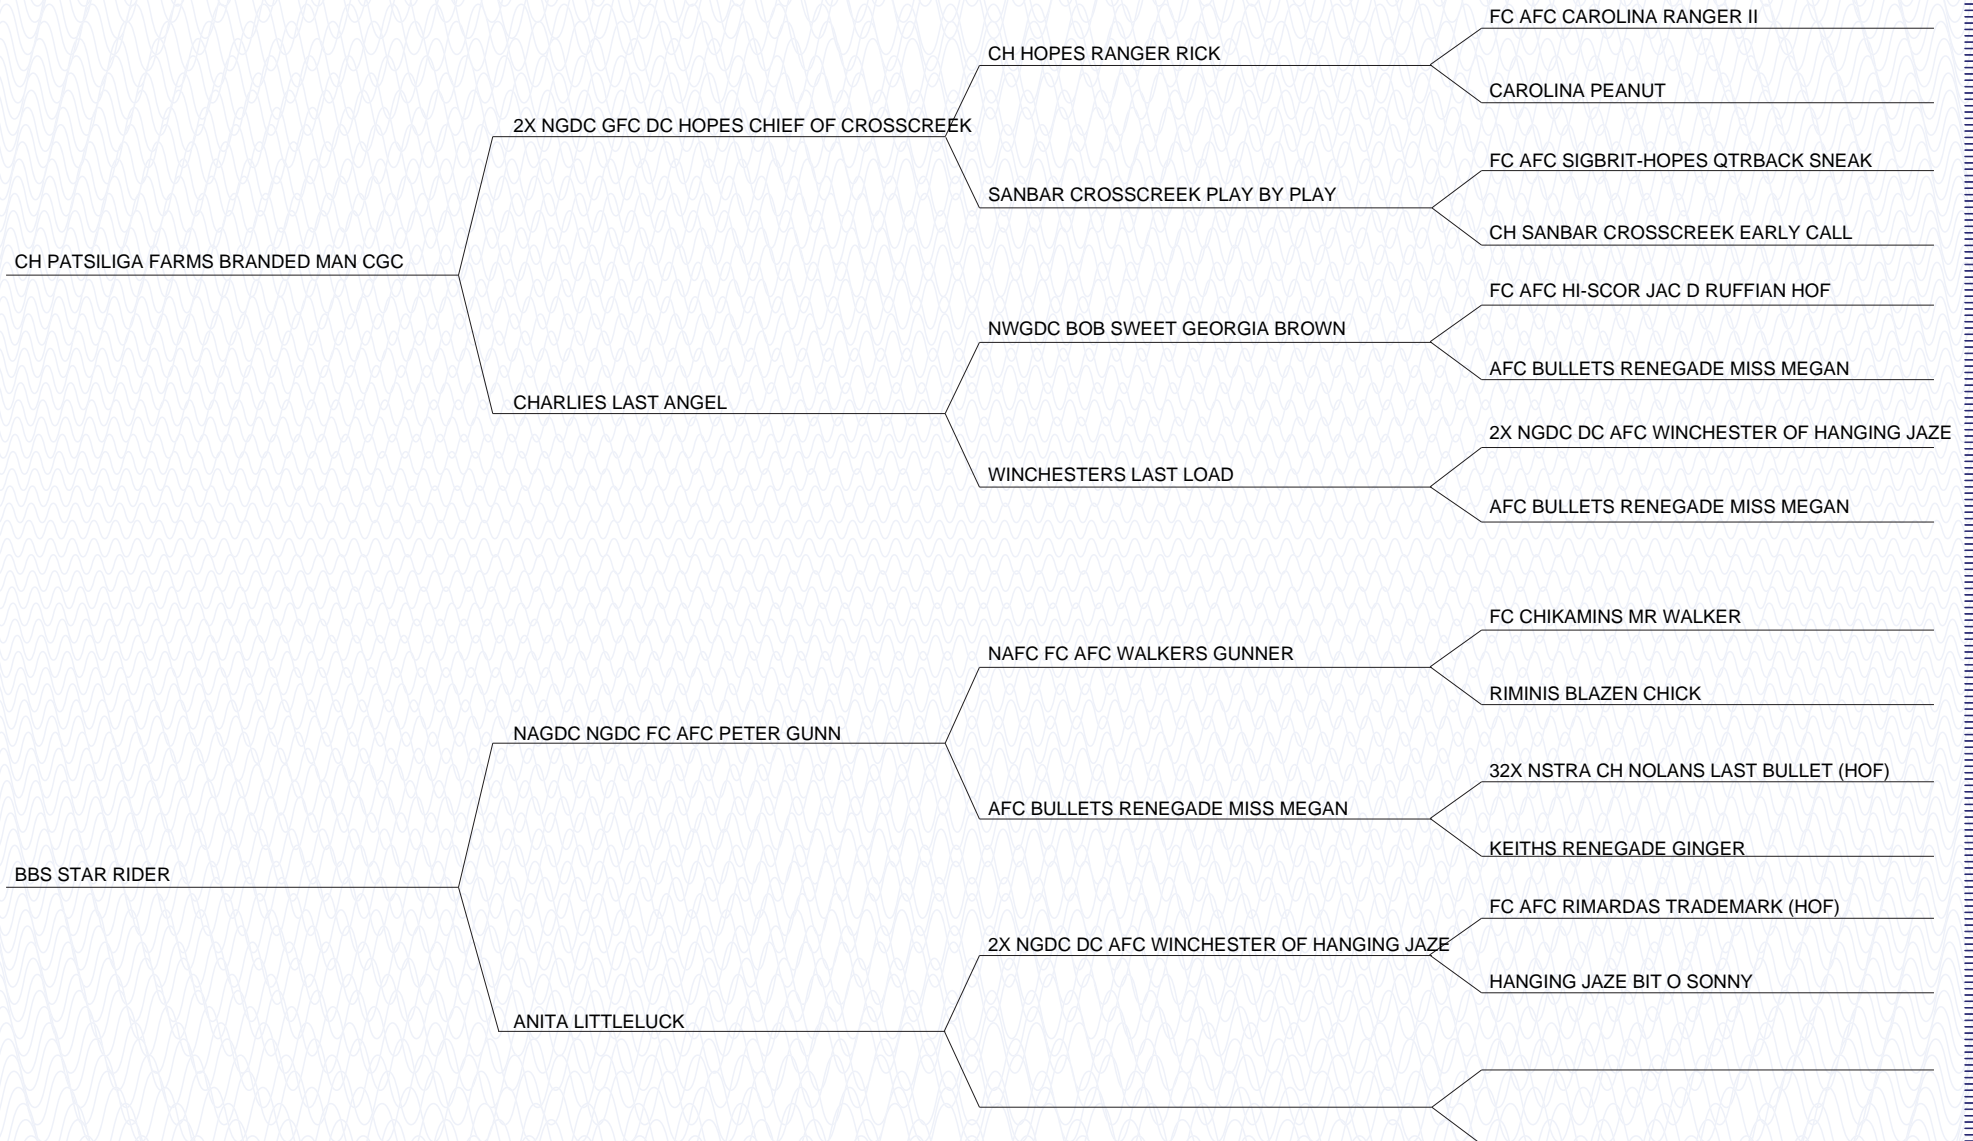 FC AFC CAROLINA RANGER II
CH HOPES RANGER RICK
CAROLINA PEANUT
2X NGDC GFC DC HOPES CHIEF OF CROSSCREEK
FC AFC SIGBRIT-HOPES QTRBACK SNEAK
SANBAR CROSSCREEK PLAY BY PLAY
CH SANBAR CROSSCREEK EARLY CALL
CH PATSILIGA FARMS BRANDED MAN CGC
FC AFC HI-SCOR JAC D RUFFIAN HOF
NWGDC BOB SWEET GEORGIA BROWN
AFC BULLETS RENEGADE MISS MEGAN
CHARLIES LAST ANGEL
2X NGDC DC AFC WINCHESTER OF HANGING JAZE
WINCHESTERS LAST LOAD
AFC BULLETS RENEGADE MISS MEGAN
FC CHIKAMINS MR WALKER
NAFC FC AFC WALKERS GUNNER
RIMINIS BLAZEN CHICK
NAGDC NGDC FC AFC PETER GUNN
32X NSTRA CH NOLANS LAST BULLET (HOF)
AFC BULLETS RENEGADE MISS MEGAN
KEITHS RENEGADE GINGER
BBS STAR RIDER
FC AFC RIMARDAS TRADEMARK (HOF)
2X NGDC DC AFC WINCHESTER OF HANGING JAZE
HANGING JAZE BIT O SONNY
ANITA LITTLELUCK